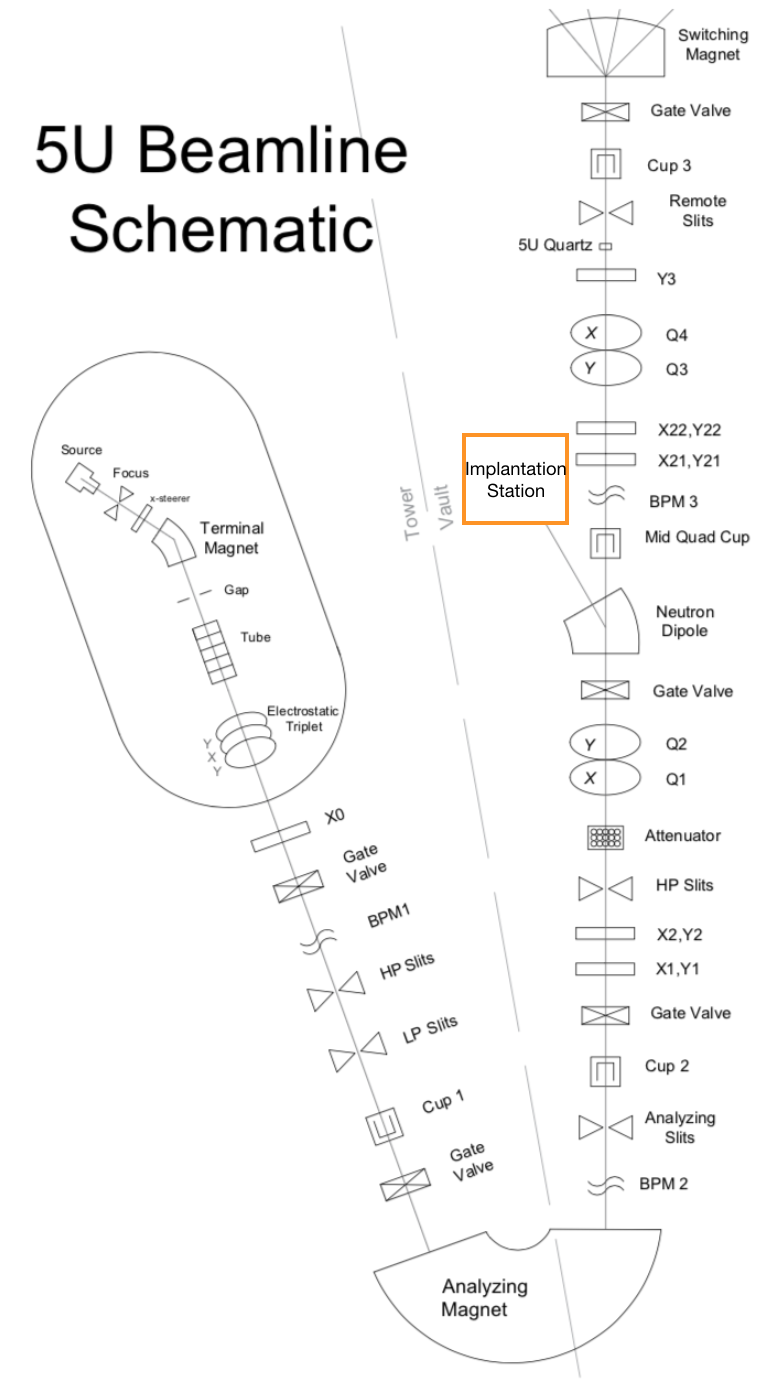 5U Beamline
Schematic
Switching
Magnet
Gate Valve
Cup 3
Remote
Slits
5U Quartz
Y3
X
Q4
Y
Q3
X22,Y22
X21,Y21
Implantation
Station
BPM 3
Mid Quad Cup
Neutron
Dipole
Gate Valve
Y
Q2
X
Q1
Attenuator
HP Slits
X2,Y2
X1,Y1
Gate Valve
Cup 2
Analyzing
Slits
BPM 2
Tower
Vault
Source
Focus
x-steerer
Terminal
Magnet
Gap
Tube
Electrostatic
Triplet
Y
X
Y
X0
Gate
Valve
BPM1
HP Slits
LP Slits
Cup 1
Gate
Valve
Analyzing
Magnet